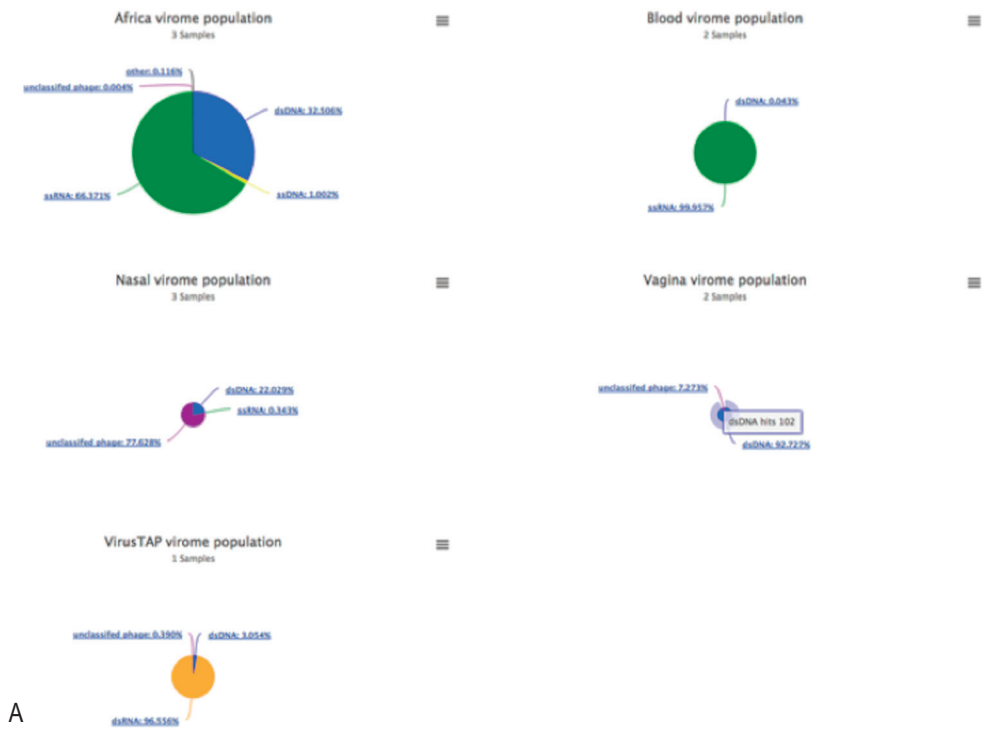 Africa virome population
3 Samples
other: 0.116%
unclassifed phage: 0.004%
dsDNA: 32.506%
ssRNA: 66.371%
ssDNA: 1.002%
Blood virome population
2 Samples
dsDNA: 0.043%
ssRNA: 99.957%
Nasal virome population
3 Samples
dsDNA: 22.029%
ssRNA: 0.343%
unclassifed phage: 77.628%
Vagina virome population
2 Samples
unclassifed phage: 7.273%
dsDNA hits 102
dsDNA: 92.727%
VirusTAP virome population
1 Samples
unclassifed phage: 0.390%
dsDNA: 3.054%
dsRNA: 96.556%
A